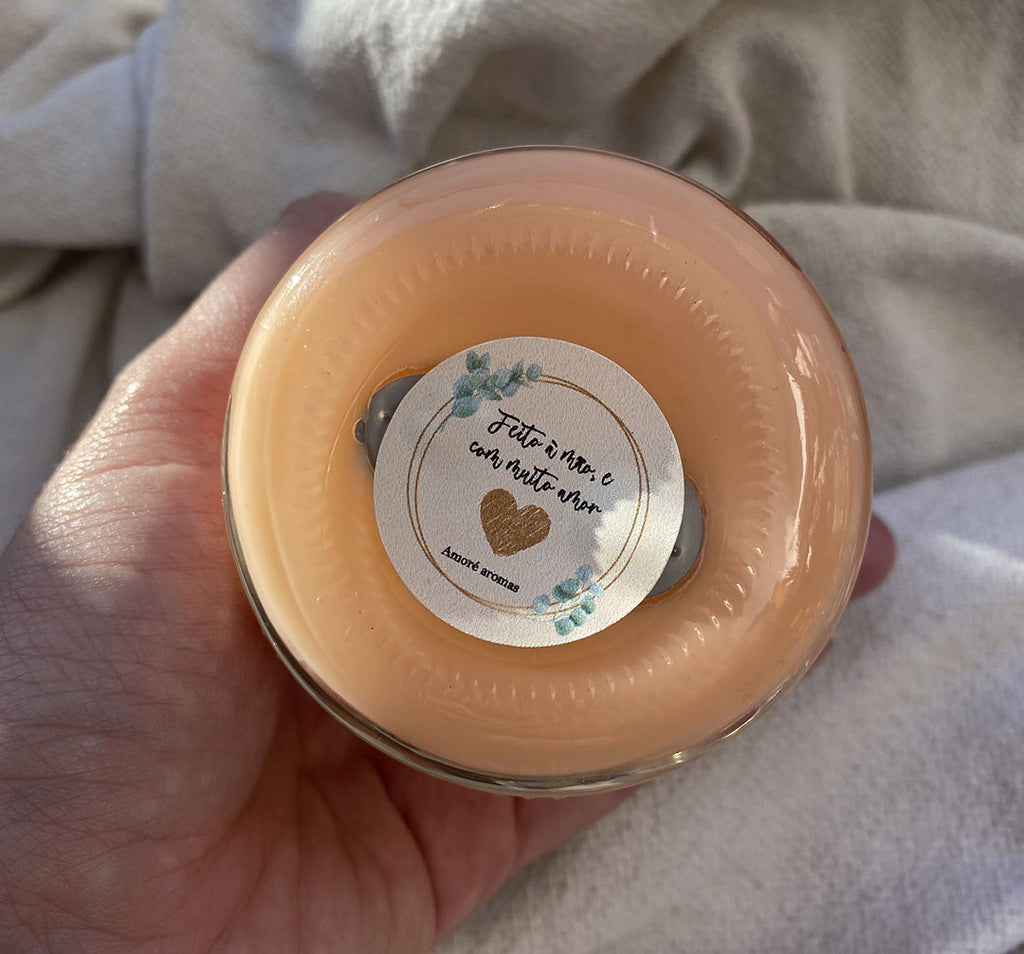 Feito à mão, e
com muito amor
Amoré aromas